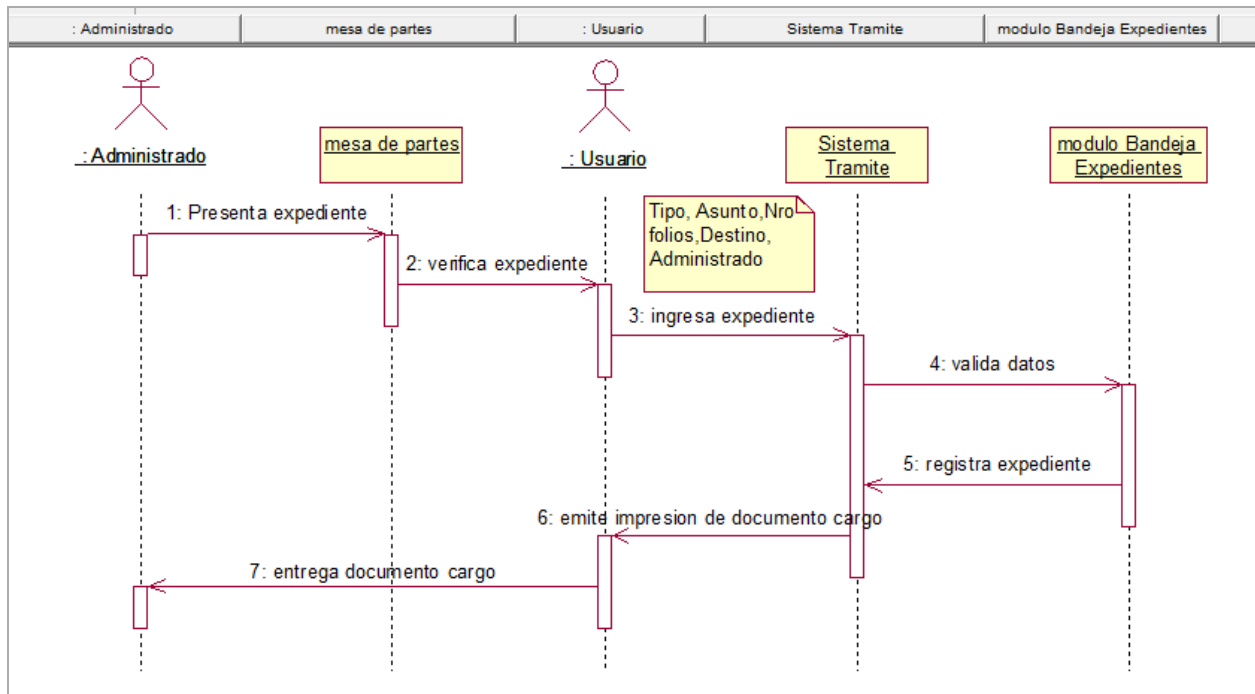 : Administrado
mesa de partes
: Usuario
Sistema Tramite
modulo Bandeja Expedientes
: Administrado
mesa de partes
: Usuario
Sistema
Tramite
modulo Bandeja
Expedientes
1: Presenta expediente
Tipo, Asunto,Nro
folios,Destino,
Administrado
2: verifica expediente
3: ingresa expediente
4: valida datos
5: registra expediente
6: emite impresion de documento cargo
7: entrega documento cargo